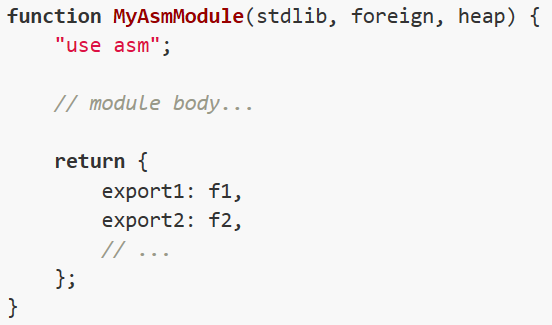 function MyAsmModule(stdlib, foreign, heap) {
    "use asm";

    // module body...

    return {
        export1: f1,
        export2: f2,
        // ...
    };
}